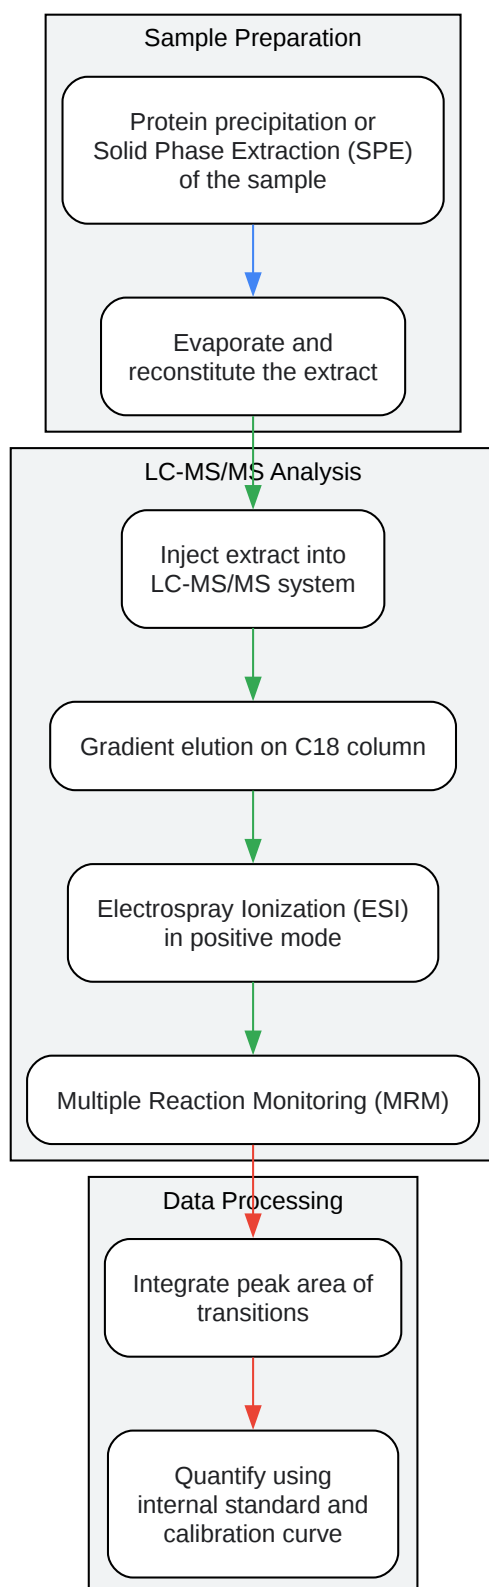 Sample Preparation
Protein precipitation or
Solid Phase Extraction (SPE)
of the sample
Evaporate and
reconstitute the extract
LC-MS/MS Analysis
Inject extract into
LC-MS/MS system
Gradient elution on C18 column
Electrospray Ionization (ESI)
in positive mode
Multiple Reaction Monitoring (MRM)
Data Processing
Integrate peak area of
transitions
Quantify using
internal standard and
calibration curve